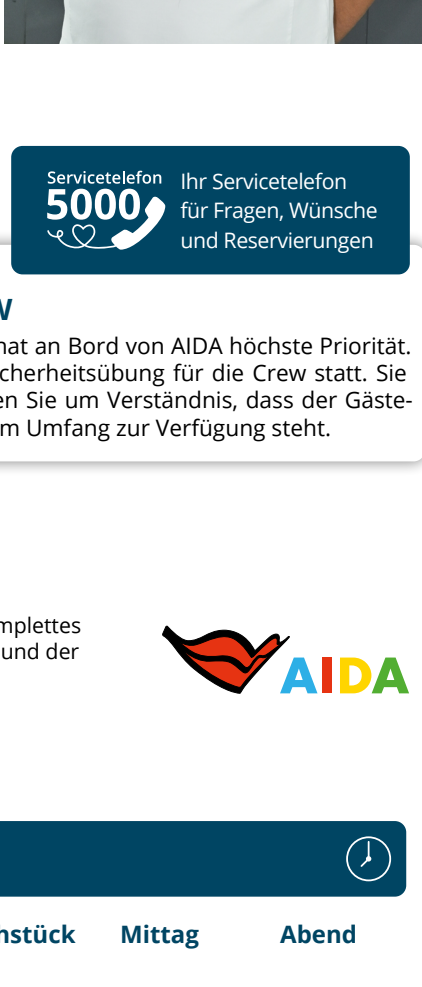 Servicetelefon
5000
Ihr Servicetelefon
für Fragen, Wünsche
und Reservierungen
hat an Bord von AIDA höchste Priorität.
cherheitsübung für die Crew statt. Sie
en Sie um Verständnis, dass der Gäste-
m Umfang zur Verfügung steht.
mplettes
und der
AIDA
hstück Mittag Abend